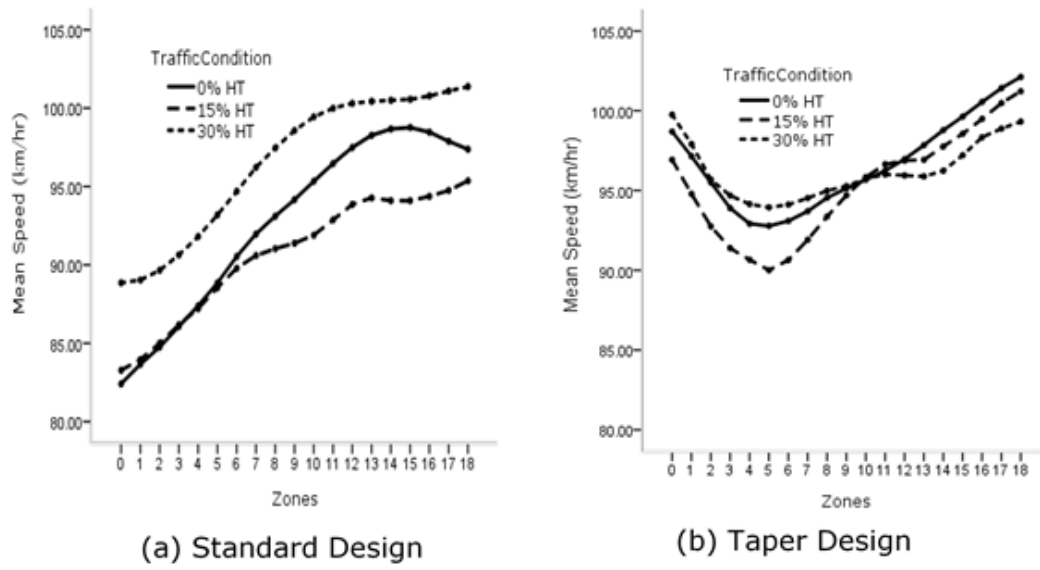 105.00
100.00
95.00
90.00
85.00
80.00
Mean Speed (km/hr)
TrafficCondition
0% HT
15% HT
30% HT
0 1 2 3 4 5 6 7 8 9 10 11 12 13 14 15 16 17 18
Zones
(a) Standard Design
105.00
100.00
95.00
90.00
85.00
80.00
Mean Speed (km/hr)
TrafficCondition
0% HT
15% HT
30% HT
0 1 2 3 4 5 6 7 8 9 10 11 12 13 14 15 16 17 18
Zones
(b) Taper Design